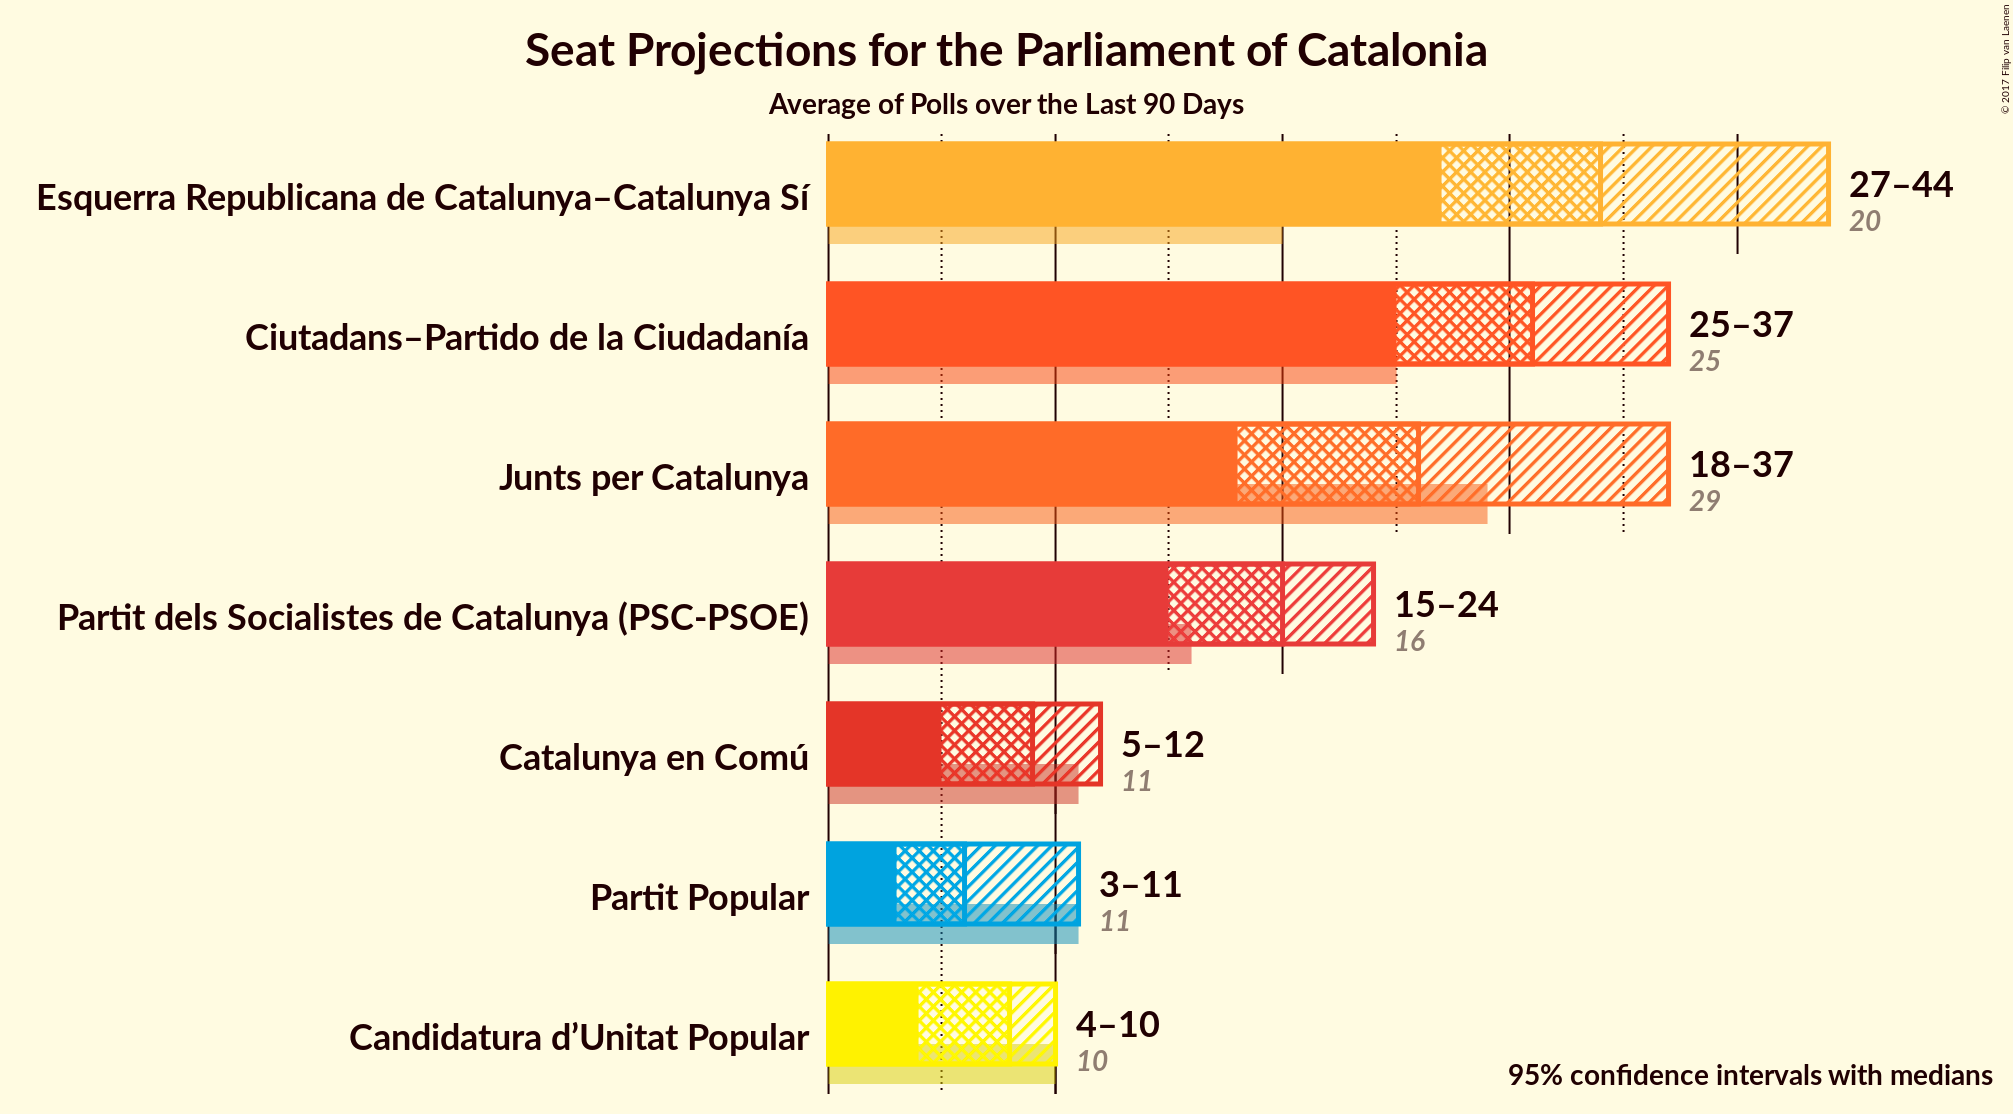 Seat Projections for the Parliament of Catalonia
Average of Polls over the Last 90 Days
© 2017 Filip van Laenen
Esquerra Republicana de Catalunya–Catalunya Sí
27–44
20
Ciutadans–Partido de la Ciudadanía
25–37
25
Junts per Catalunya
18–37
29
Partit dels Socialistes de Catalunya (PSC-PSOE)
15–24
16
Catalunya en Comú
5–12
11
Partit Popular
3–11
11
Candidatura d’Unitat Popular
4–10
10
95% confidence intervals with medians